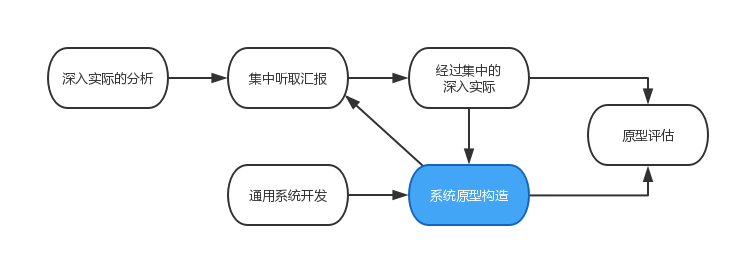 深入实际的分析
集中听取汇报
经过集中的
深入实际
原型评估
通用系统开发
系统原型构造